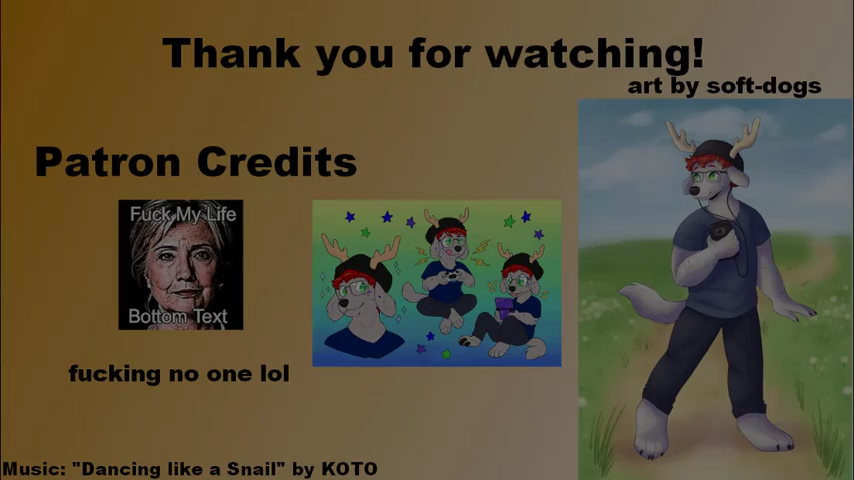 Thank you for watching!
art by soft-dogs
Patron Credits
Fuck My Life
Bottom Text
fucking no one lol
Music: "Dancing like a Snail" by KOTO